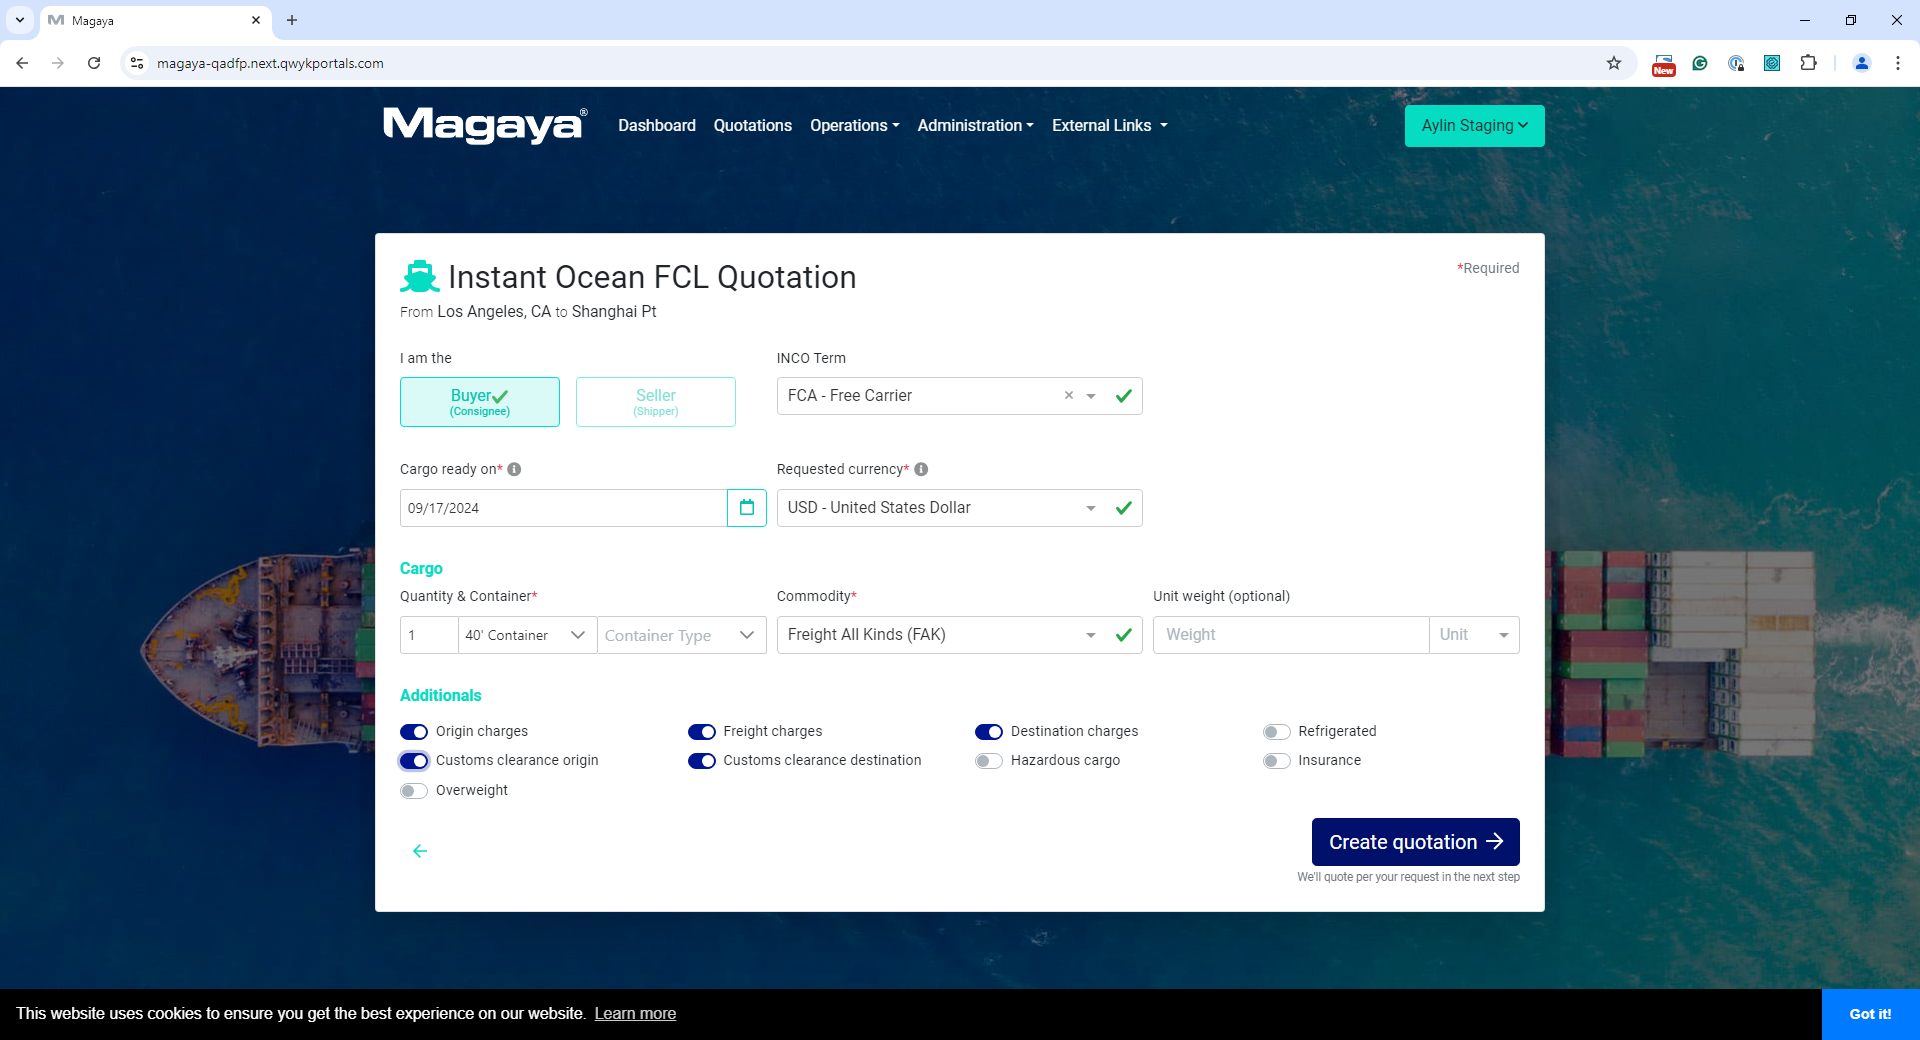 Magaya
magaya-qadfp.next.qwykportals.com
New
Magaya®
Dashboard Quotations Operations Administration External Links
Aylin Staging
Instant Ocean FCL Quotation
*Required
From Los Angeles, CA to Shanghai Pt
I am the
INCO Term
Buyer
(Consignee)
Seller
(Shipper)
FCA - Free Carrier
Cargo ready on*
Requested currency*
09/17/2024
USD - United States Dollar
Cargo
Quantity & Container*
Commodity*
Unit weight (optional)
1
40' Container
Container Type
Freight All Kinds (FAK)
Weight
Unit
Additionals
Origin charges
Freight charges
Destination charges
Refrigerated
Customs clearance origin
Customs clearance destination
Hazardous cargo
Insurance
Overweight
Create quotation
We'll quote per your request in the next step
This website uses cookies to ensure you get the best experience on our website. Learn more
Got it!